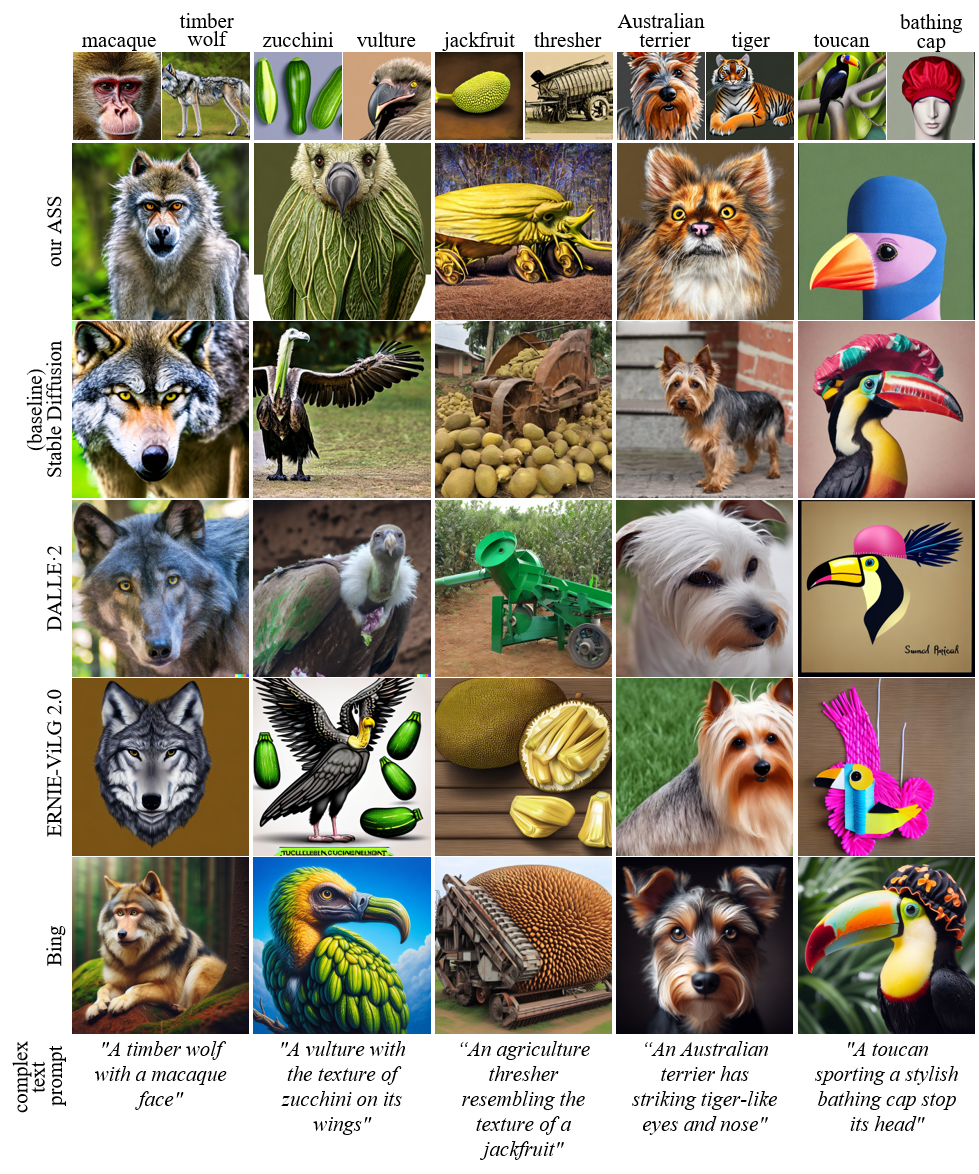 macaque
timber
wolf
zucchini
vulture
jackfruit
thresher
Australian
terrier
tiger
toucan
bathing
cap
our ASS
(baseline)
Stable Diffusion
DALLE·2
ERNIE-ViLG 2.0
Bing
complex
text
prompt
"A timber wolf
with a macaque
face"
"A vulture with
the texture of
zucchini on its
wings"
“An agriculture
thresher
resembling the
texture of a
jackfruit"
“An Australian
terrier has
striking tiger-like
eyes and nose"
"A toucan
sporting a stylish
bathing cap stop
its head"